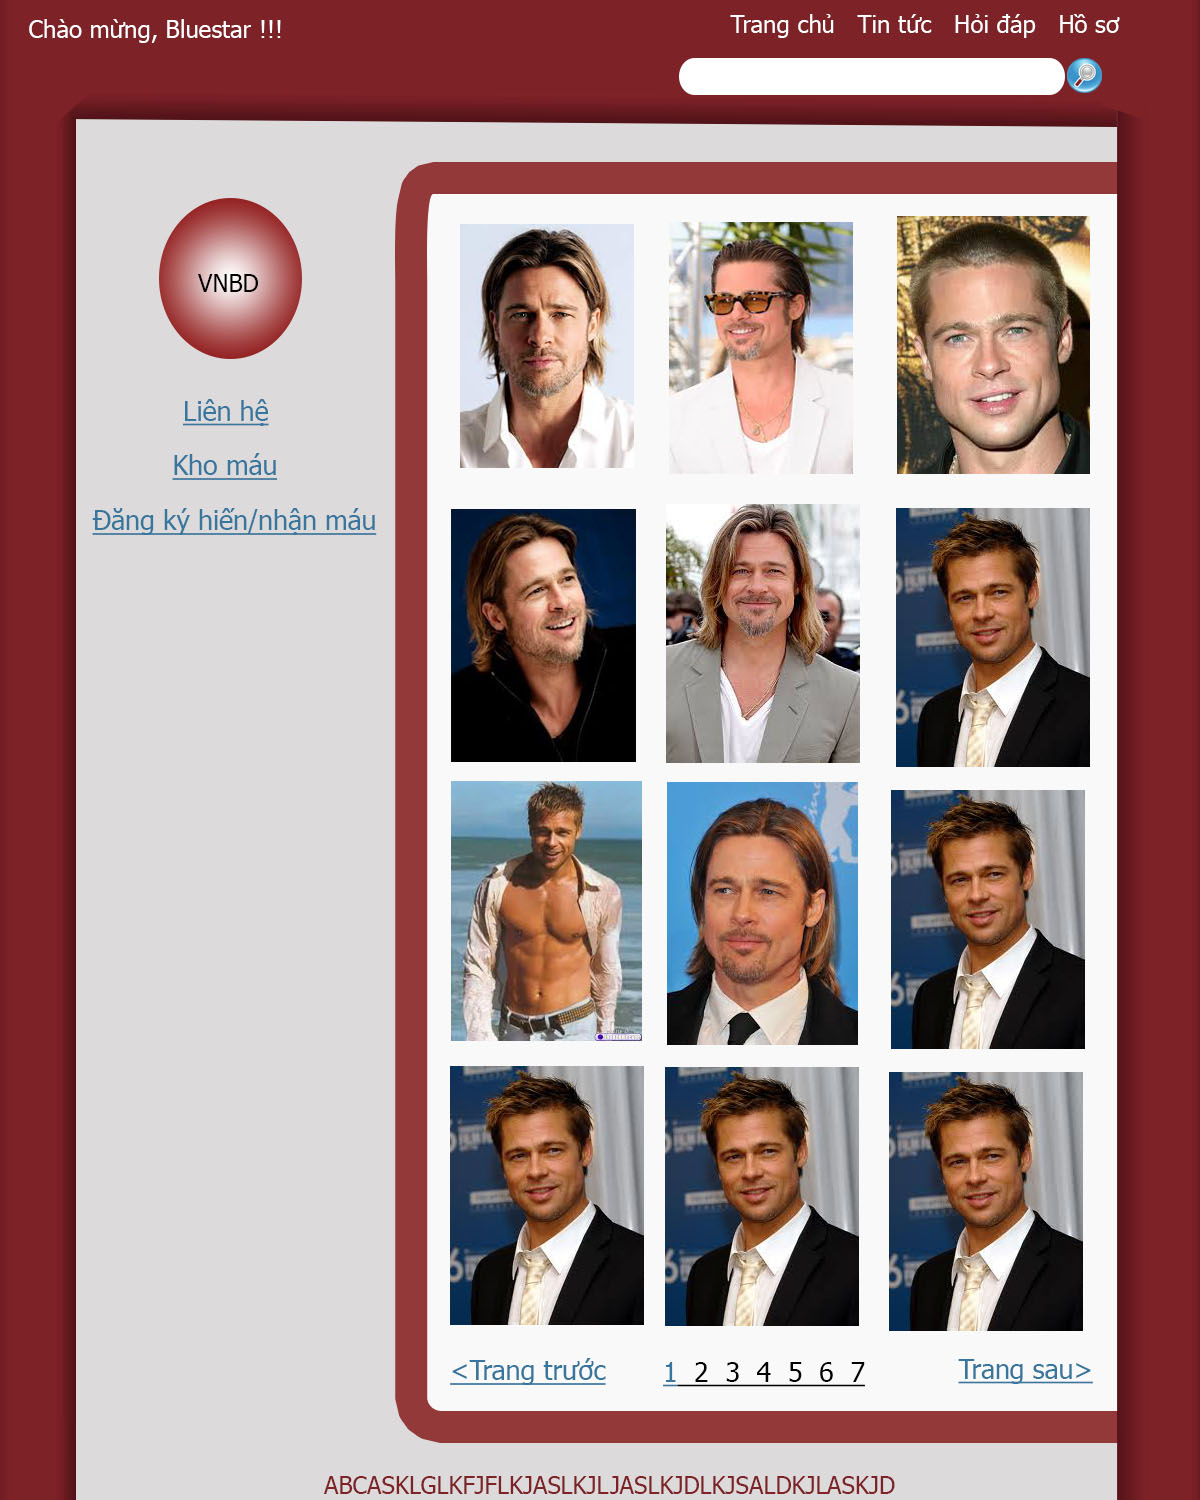 Chào mừng, Bluestar !!!
Trang chủ Tin tức Hỏi đáp Hồ sơ
VNBD
Liên hệ
Kho máu
Đăng ký hiến/nhận máu
<Trang trước 1 2 3 4 5 6 7 Trang sau>
ABCASKLGLKFJFLKJASLKJLJASLKJDLKJSALDKJLASKJD